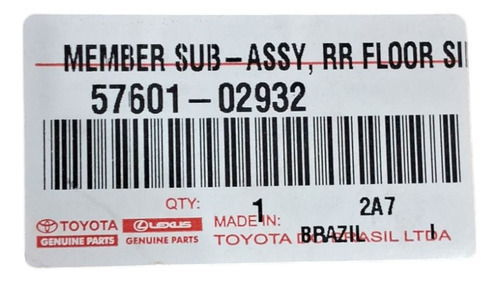 MEMBER SUB-ASSY, RR FLOOR SI
57601-02932
QTY: 1 2A7
TOYOTA LEXUS MADE IN: BRAZIL I
GENUINE PARTS GENUINE PARTS TOYOTA DO BRASIL LTDA